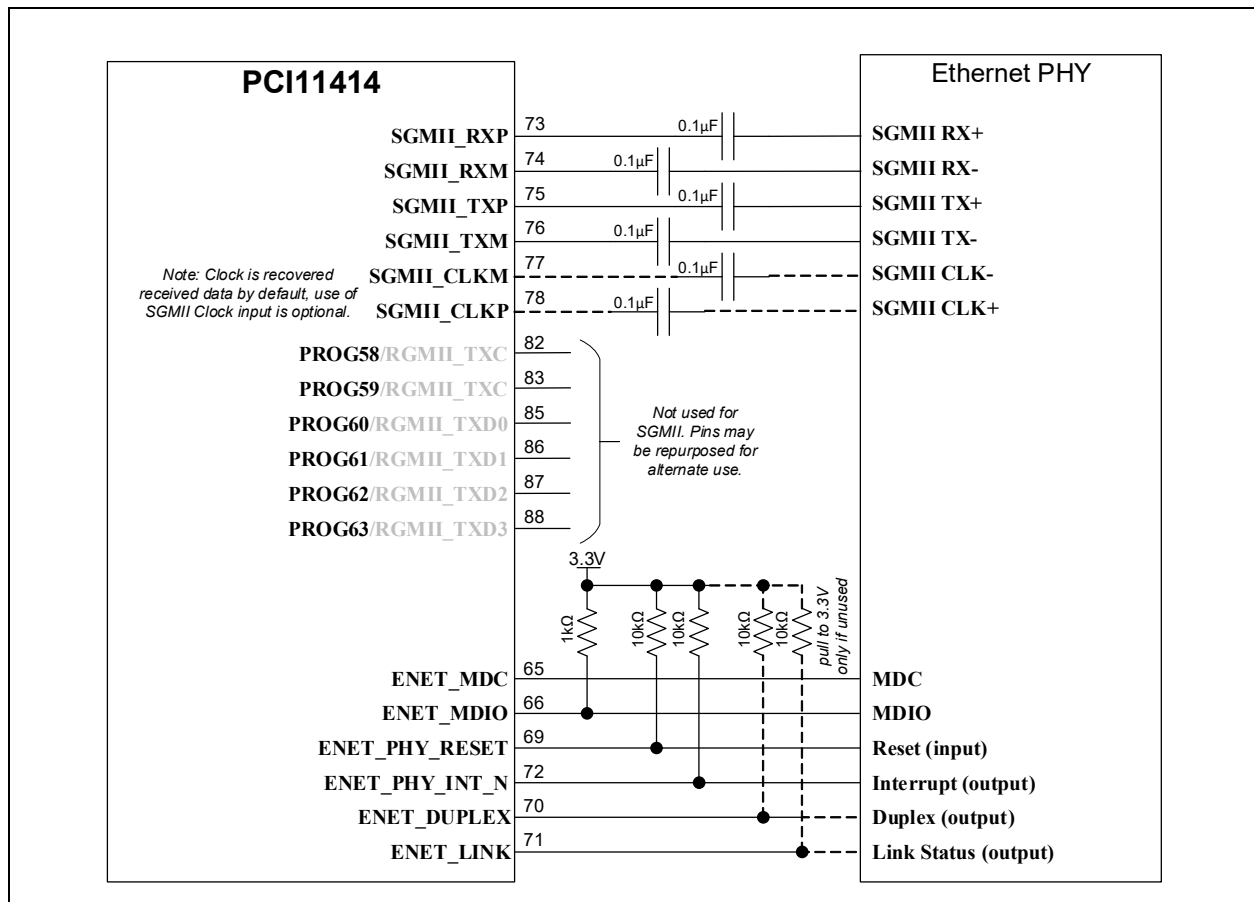 PCI11414
Ethernet PHY
SGMII_RXP 73 0.1µF SGMII RX+
SGMII_RXM 74 0.1µF SGMII RX-
SGMII_TXP 75 0.1µF SGMII TX+
SGMII_TXM 76 0.1µF SGMII TX-
SGMII_CLKM 77 0.1µF SGMII CLK-
SGMII_CLKP 78 0.1µF SGMII CLK+
Note: Clock is recovered
received data by default, use of
SGMII Clock input is optional.
PROG58/RGMII_TXC 82
PROG59/RGMII_TXC 83
PROG60/RGMII_TXD0 85
PROG61/RGMII_TXD1 86
PROG62/RGMII_TXD2 87
PROG63/RGMII_TXD3 88
Not used for
SGMII. Pins may
be repurposed for
alternate use.
3.3V
1kΩ
10kΩ
10kΩ
10kΩ
10kΩ
pull to 3.3V
only if unused
ENET_MDC 65 MDC
ENET_MDIO 66 MDIO
ENET_PHY_RESET 69 Reset (input)
ENET_PHY_INT_N 72 Interrupt (output)
ENET_DUPLEX 70 Duplex (output)
ENET_LINK 71 Link Status (output)